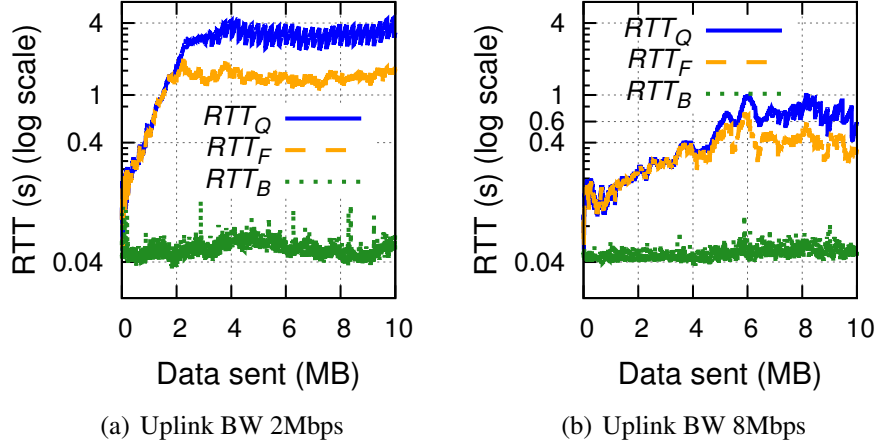 RTT (s) (log scale)
4
1
0.4
0.04
RTT_Q
RTT_F
RTT_B
0 2 4 6 8 10
Data sent (MB)
(a) Uplink BW 2Mbps
RTT (s) (log scale)
4
1
0.6
0.4
0.04
RTT_Q
RTT_F
RTT_B
0 2 4 6 8 10
Data sent (MB)
(b) Uplink BW 8Mbps